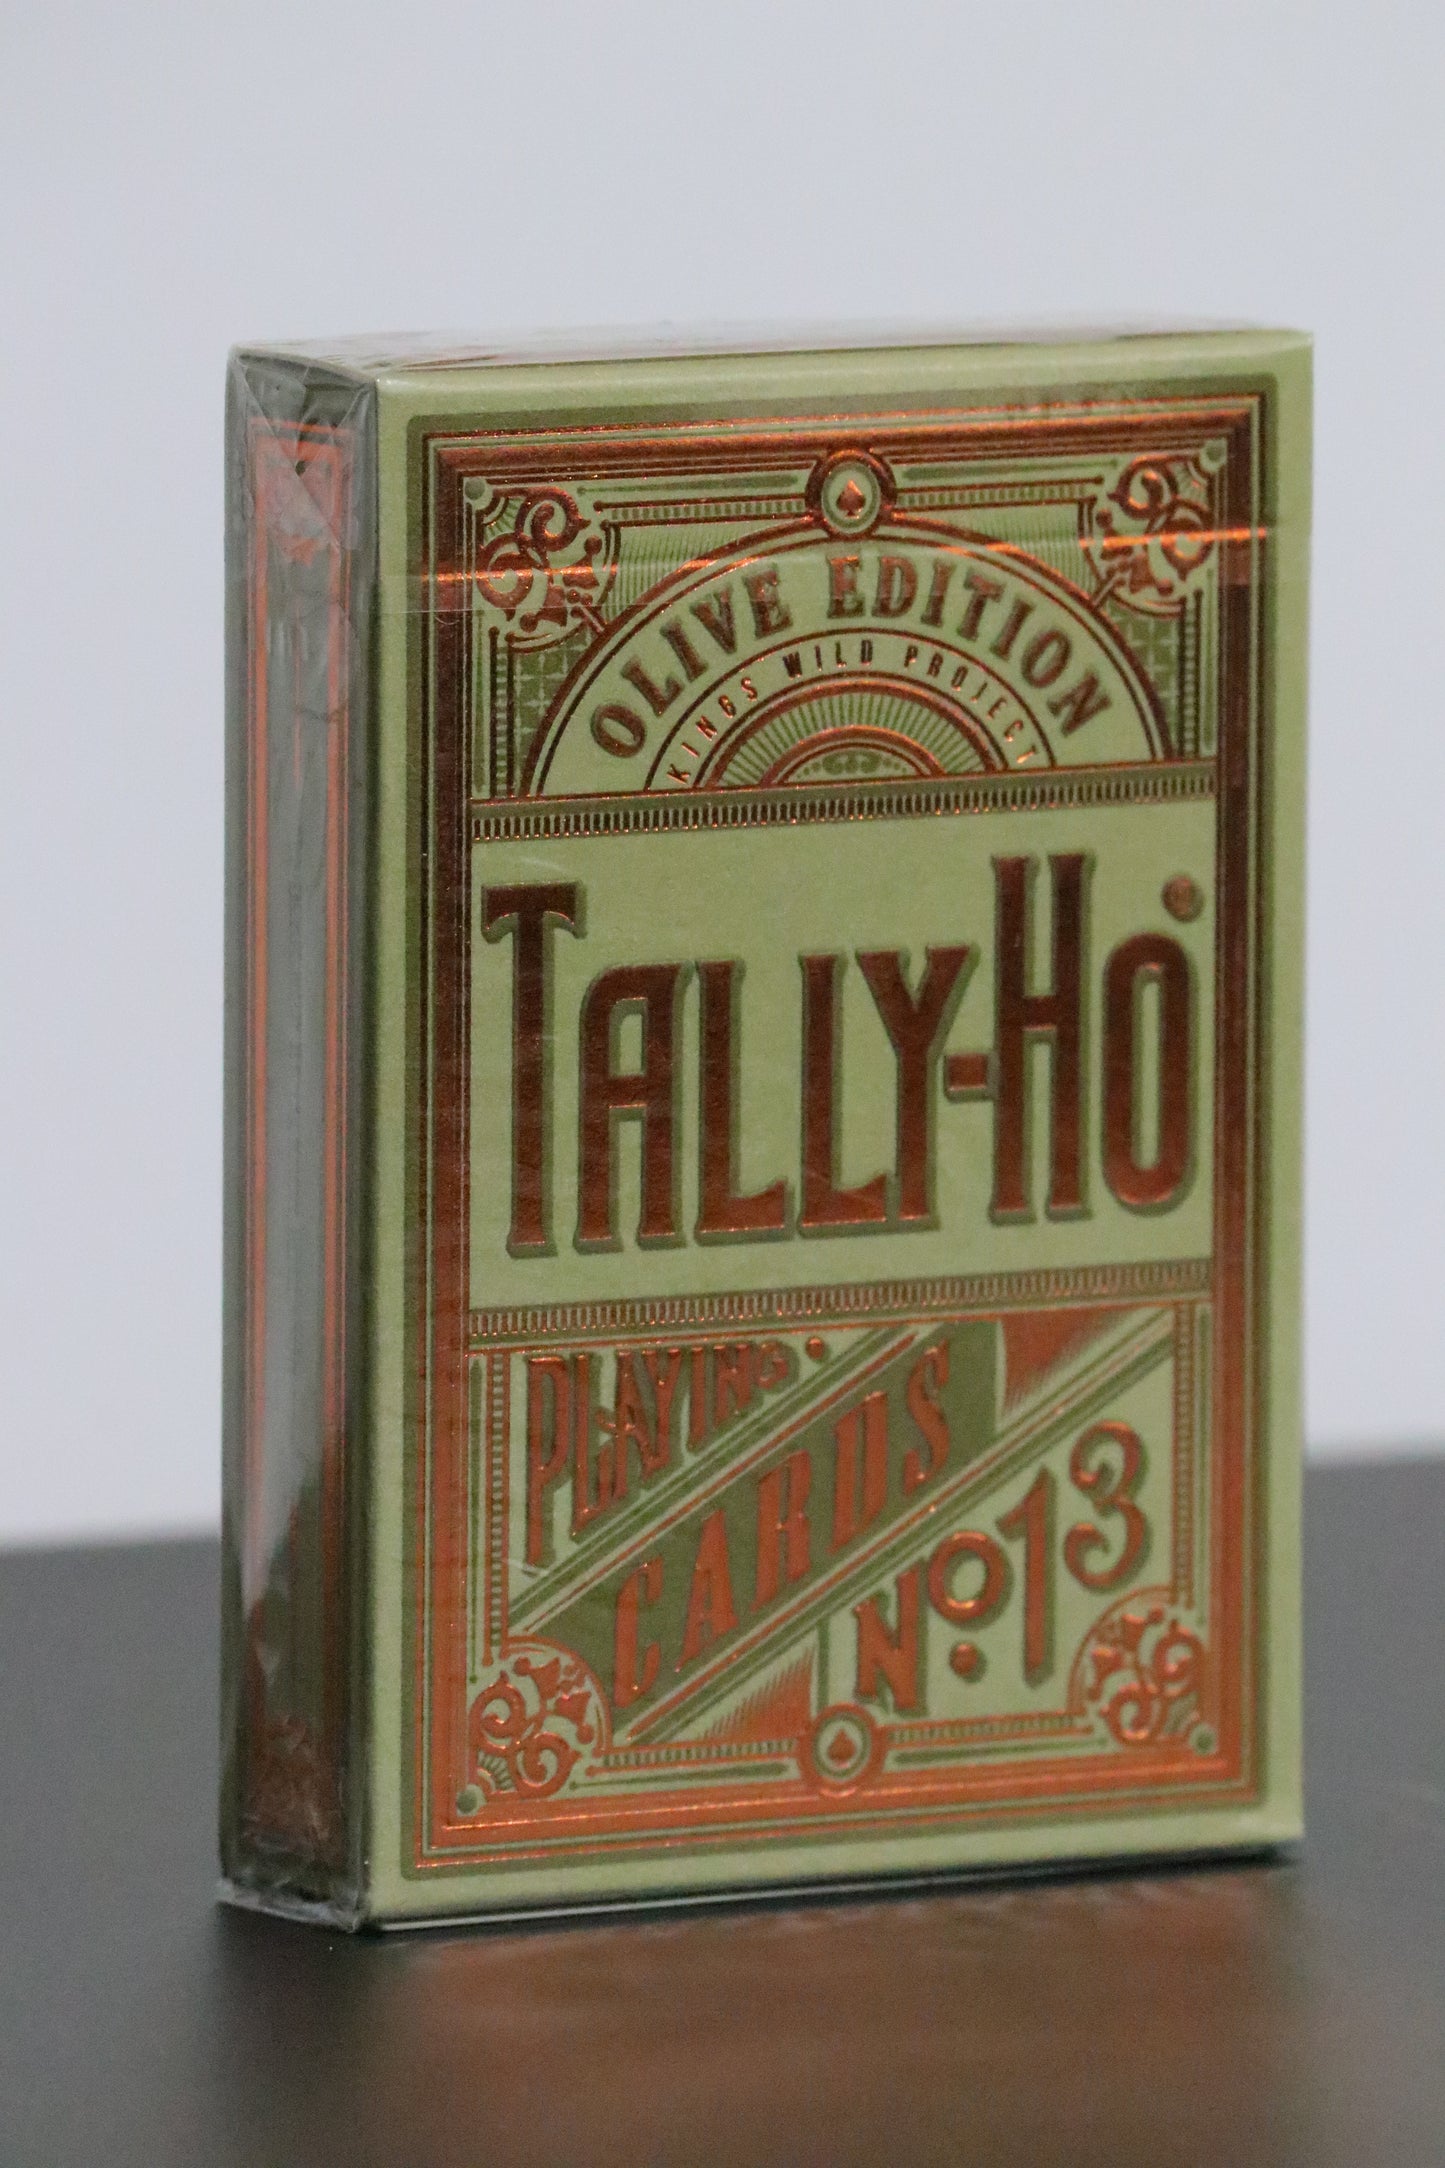 OLIVE EDITION
KINGS WILD PROJECT
TALLY-HO®
PLAYING
CARDS
No. 13